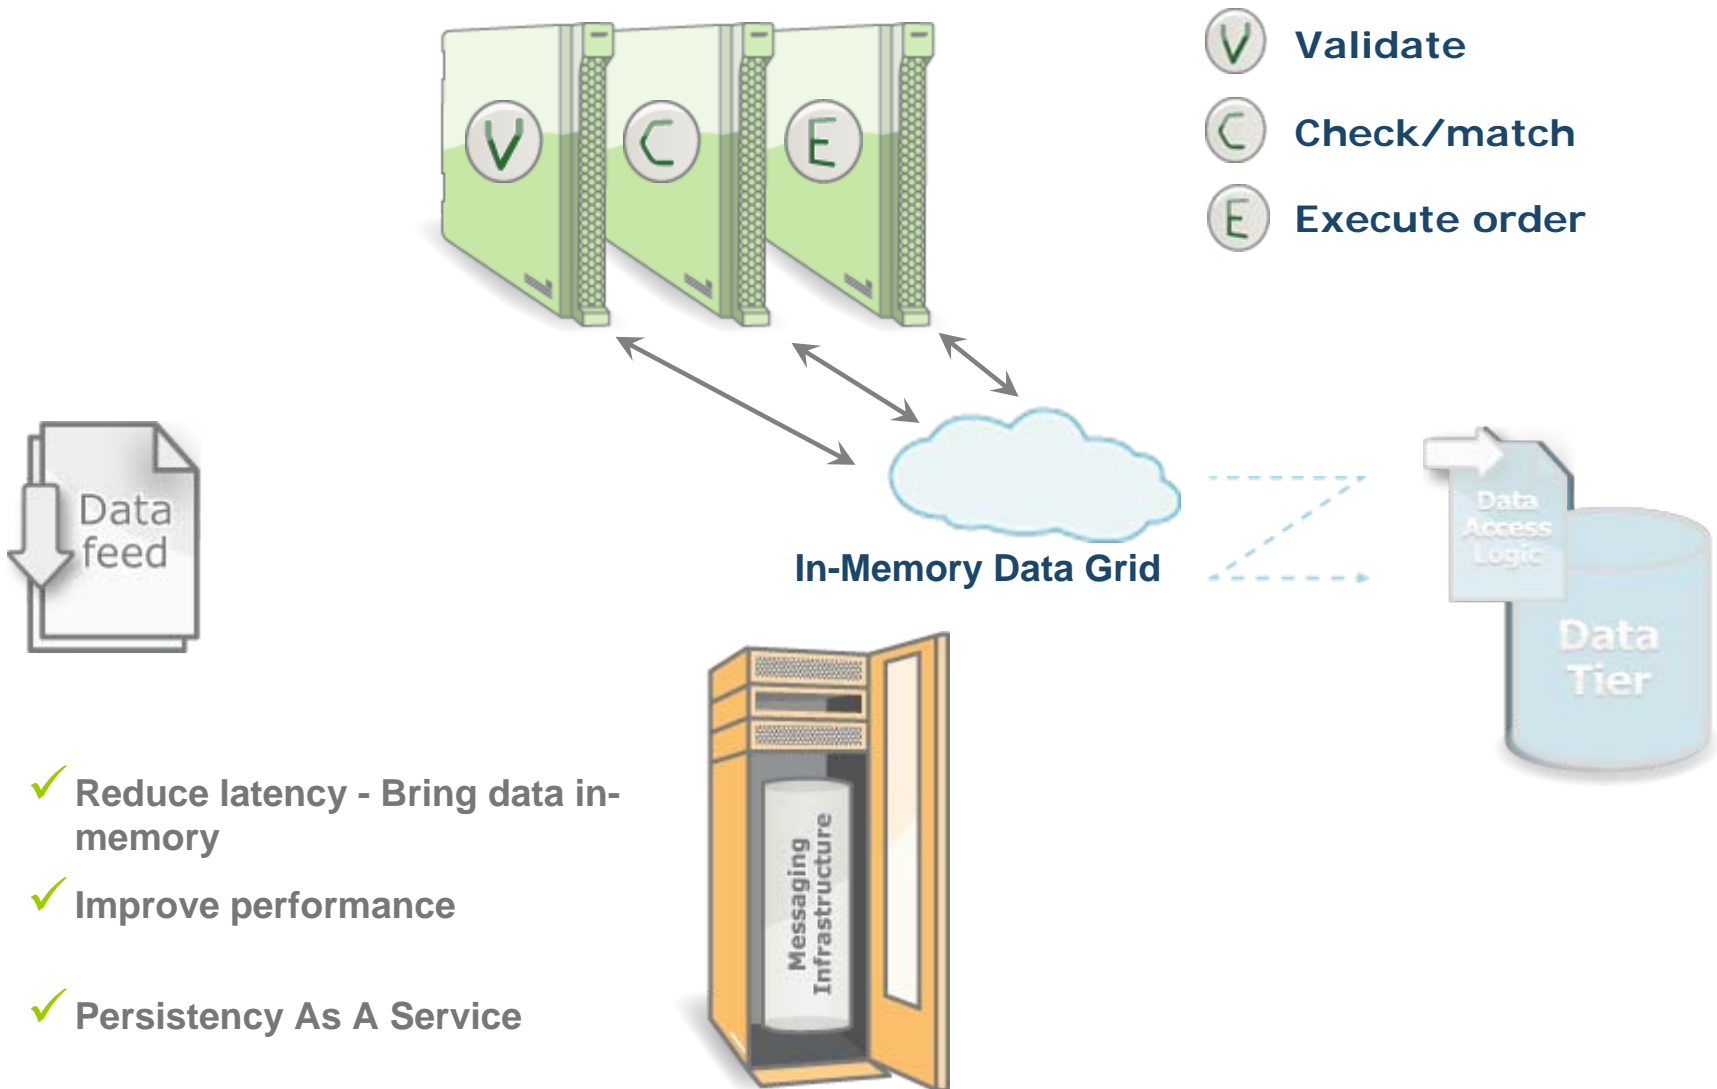 V
C
E
V Validate
C Check/match
E Execute order
Data
feed
In-Memory Data Grid
Data
Access
Logic
Data
Tier
Messaging
Infrastructure
Reduce latency - Bring data in-
memory
Improve performance
Persistency As A Service